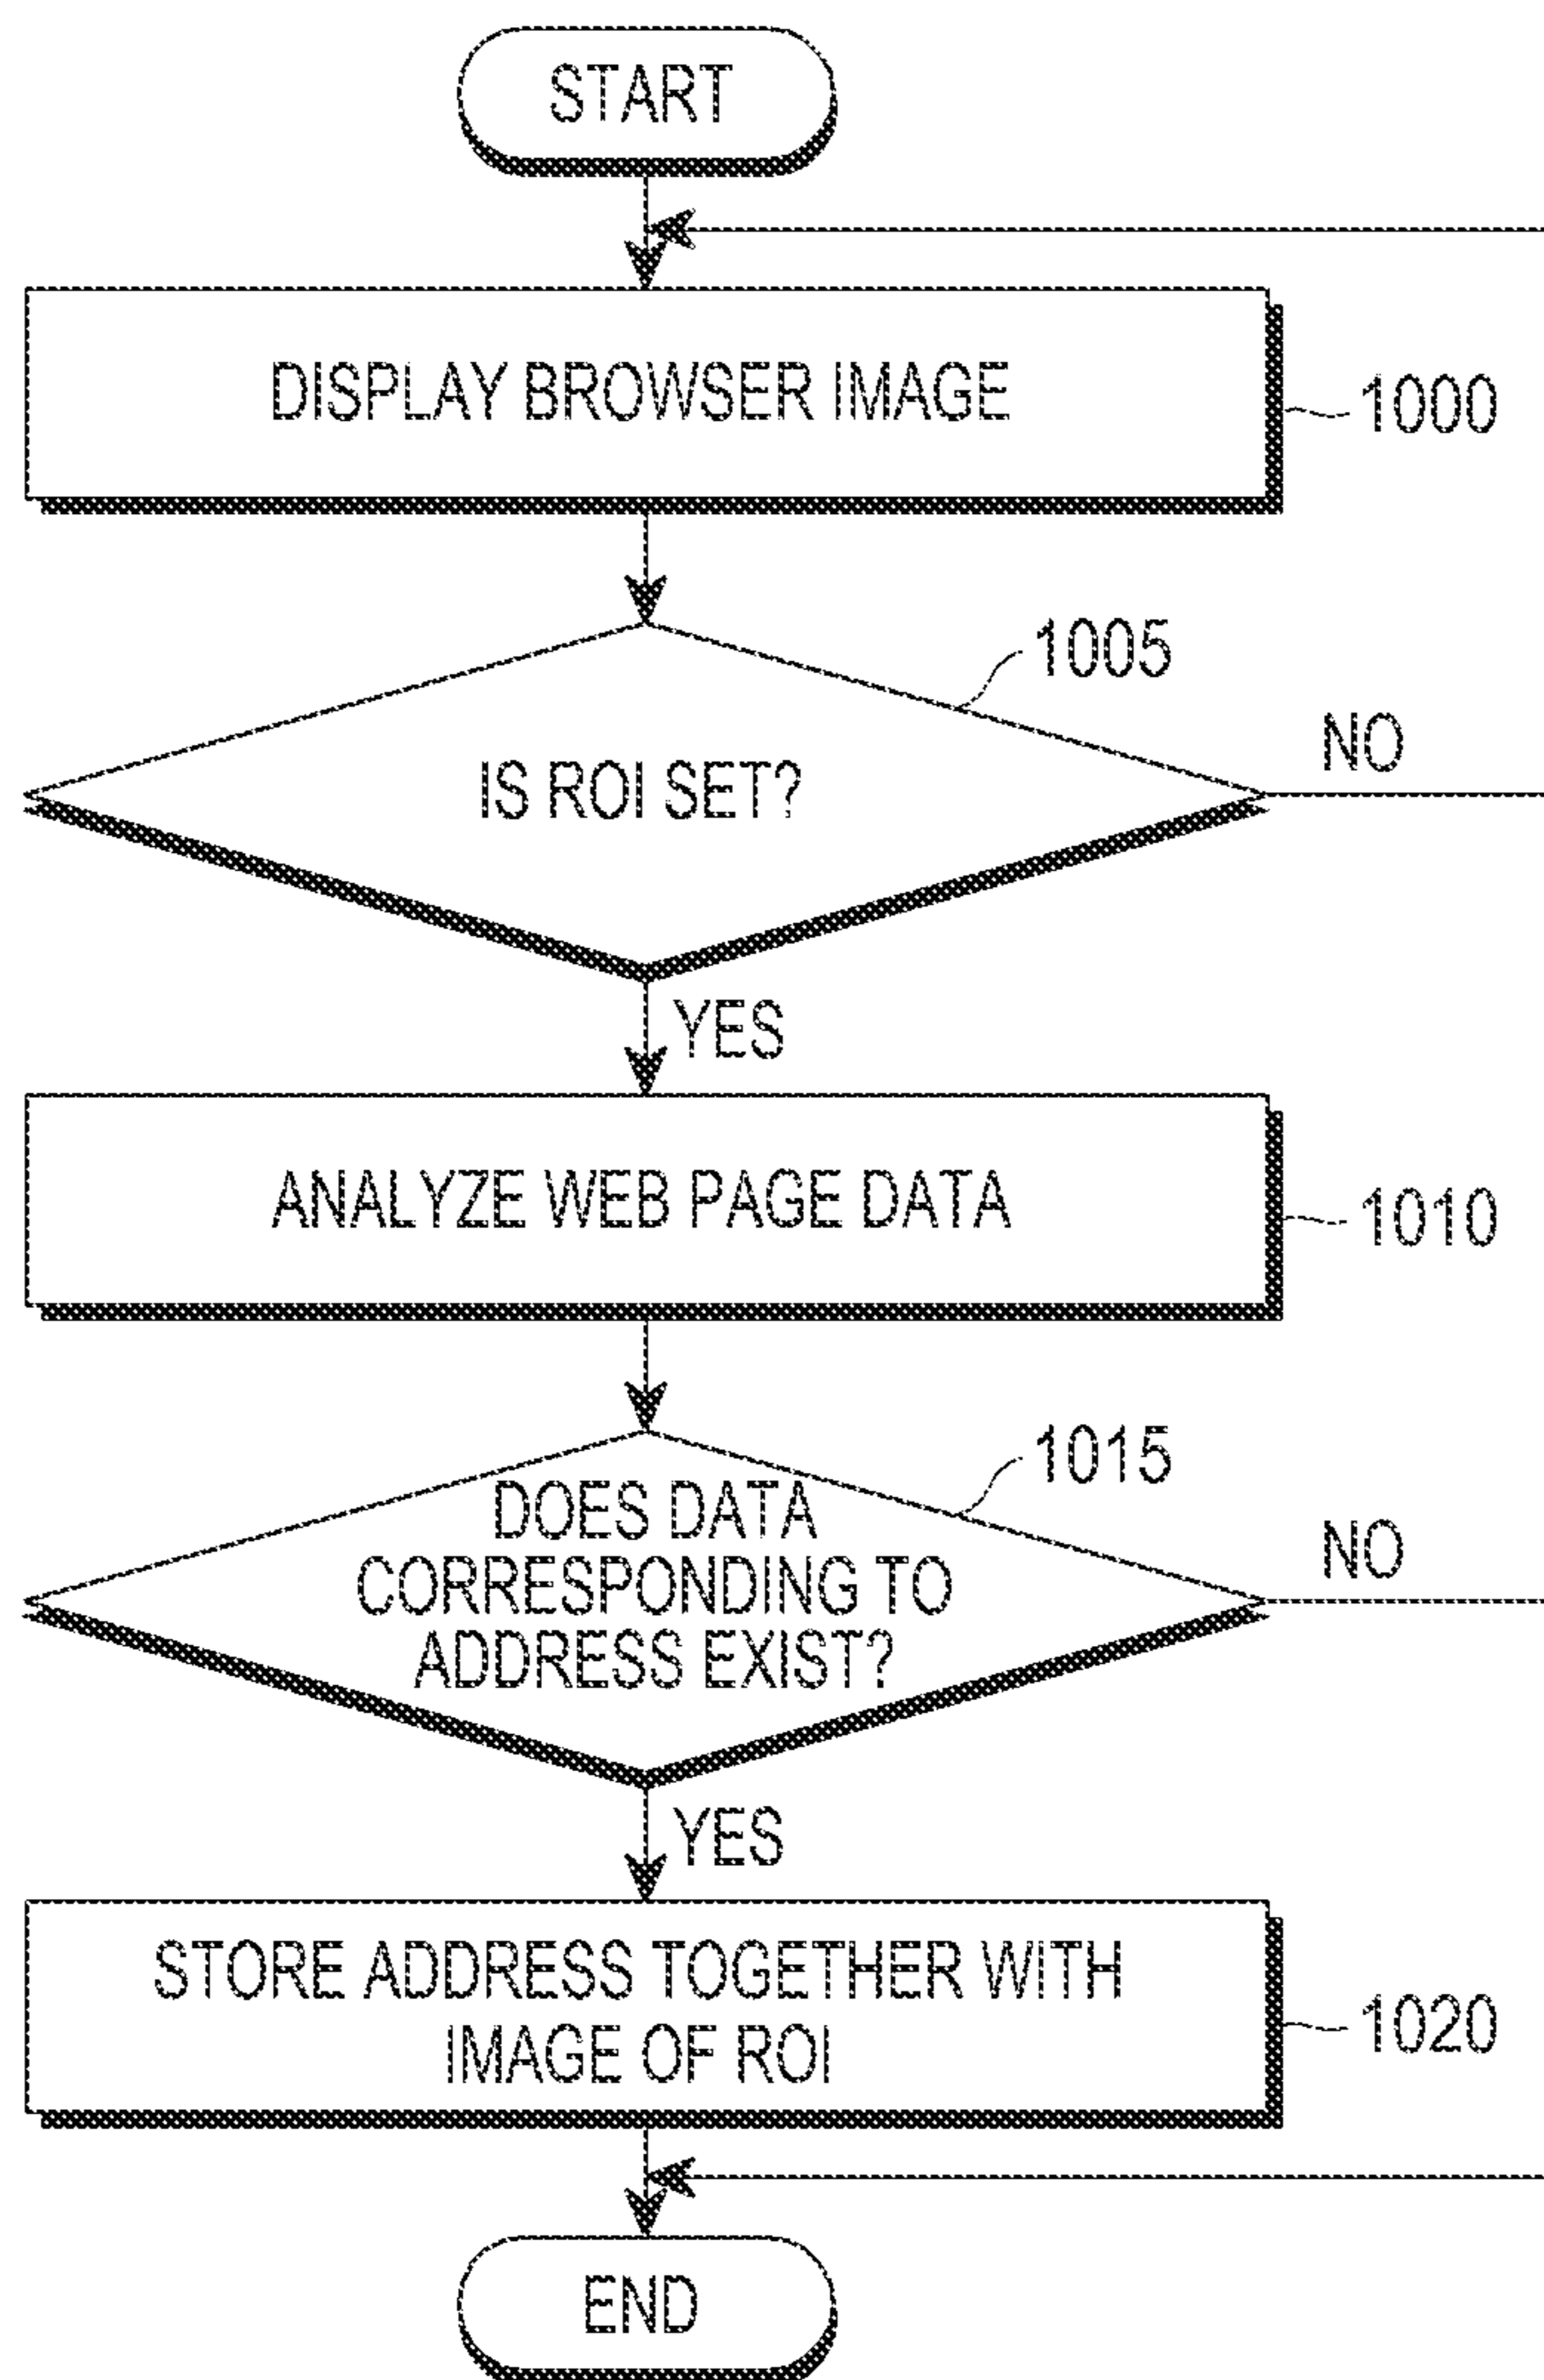 START
DISPLAY BROWSER IMAGE
1000
1005
IS ROI SET?
NO
YES
ANALYZE WEB PAGE DATA
1010
1015
DOES DATA
CORRESPONDING TO
ADDRESS EXIST?
NO
YES
STORE ADDRESS TOGETHER WITH
IMAGE OF ROI
1020
END